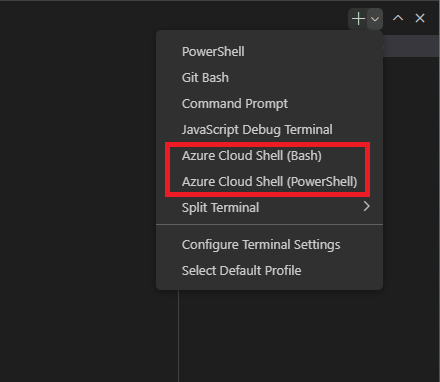 PowerShell
Git Bash
Command Prompt
JavaScript Debug Terminal
Azure Cloud Shell (Bash)
Azure Cloud Shell (PowerShell)
Split Terminal
Configure Terminal Settings
Select Default Profile